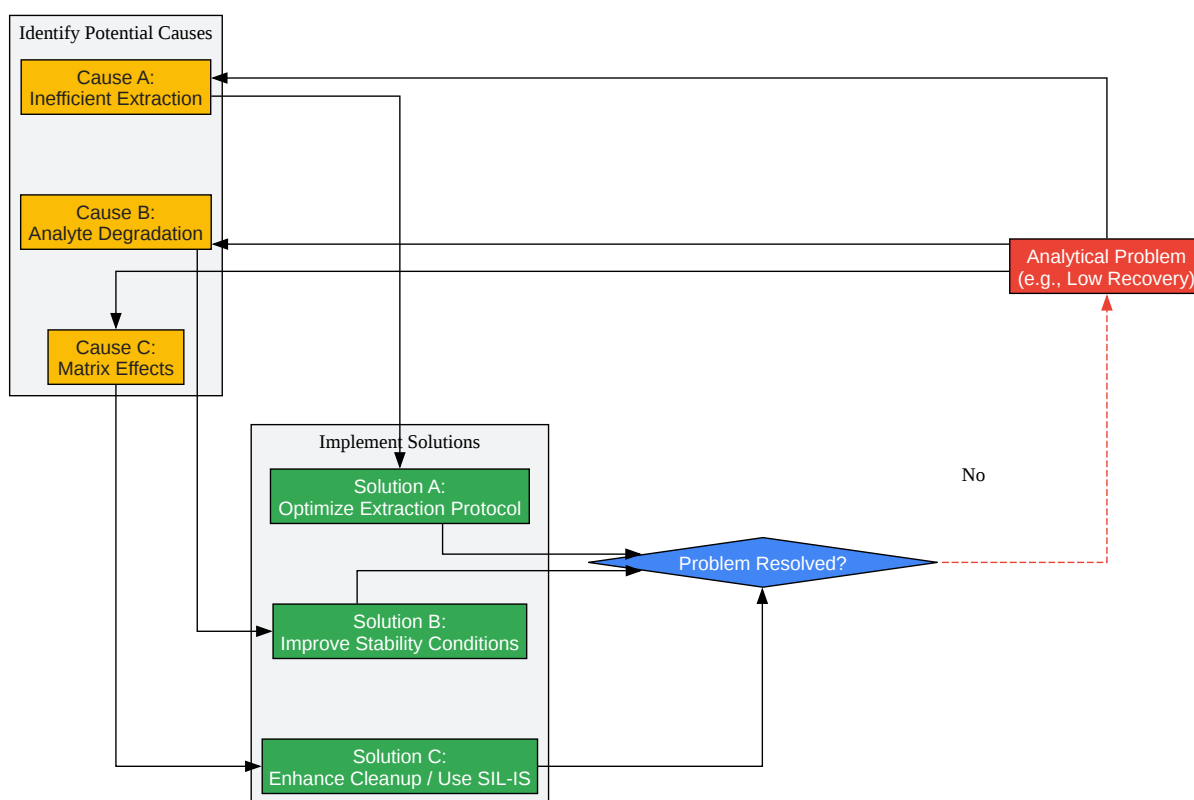 Identify Potential Causes
Cause A:
Inefficient Extraction
Cause B:
Analyte Degradation
Cause C:
Matrix Effects
Analytical Problem
(e.g., Low Recovery)
Implement Solutions
Solution A:
Optimize Extraction Protocol
Solution B:
Improve Stability Conditions
Solution C:
Enhance Cleanup / Use SIL-IS
Problem Resolved?
No